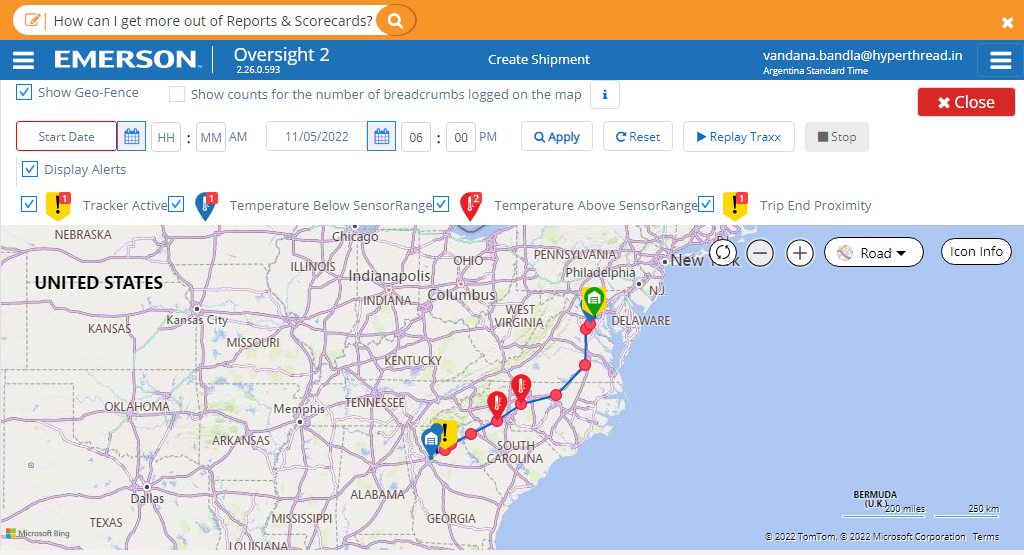 How can I get more out of Reports & Scorecards?
EMERSON
Oversight 2
2.26.0.593
Create Shipment
vandana.bandla@hyperthread.in
Argentina Standard Time
Show Geo-Fence
Show counts for the number of breadcrumbs logged on the map
i
Close
Start Date
HH : MM AM
11/05/2022
06 : 00 PM
Apply
Reset
Replay Traxx
Stop
Display Alerts
1 Tracker Active
1 Temperature Below SensorRange
2 Temperature Above SensorRange
1 Trip End Proximity
NEBRASKA
Chicago
ILLINOIS
OHIO
PENNSYLVANIA
New York
Road
Icon Info
UNITED STATES
Indianapolis
Philadelphia
INDIANA
Columbus
N.J.
KANSAS
Kansas City
WEST
VIRGINIA
DELAWARE
MISSOURI
KENTUCKY
OKLAHOMA
Memphis
TENNESSEE
ARKANSAS
SOUTH
CAROLINA
Dallas
ALABAMA
BERMUDA
(U.K.)
200 miles
250 km
TEXAS
MISSISSIPPI
GEORGIA
Microsoft Bing
LOUISIANA
© 2022 TomTom, © 2022 Microsoft Corporation Terms